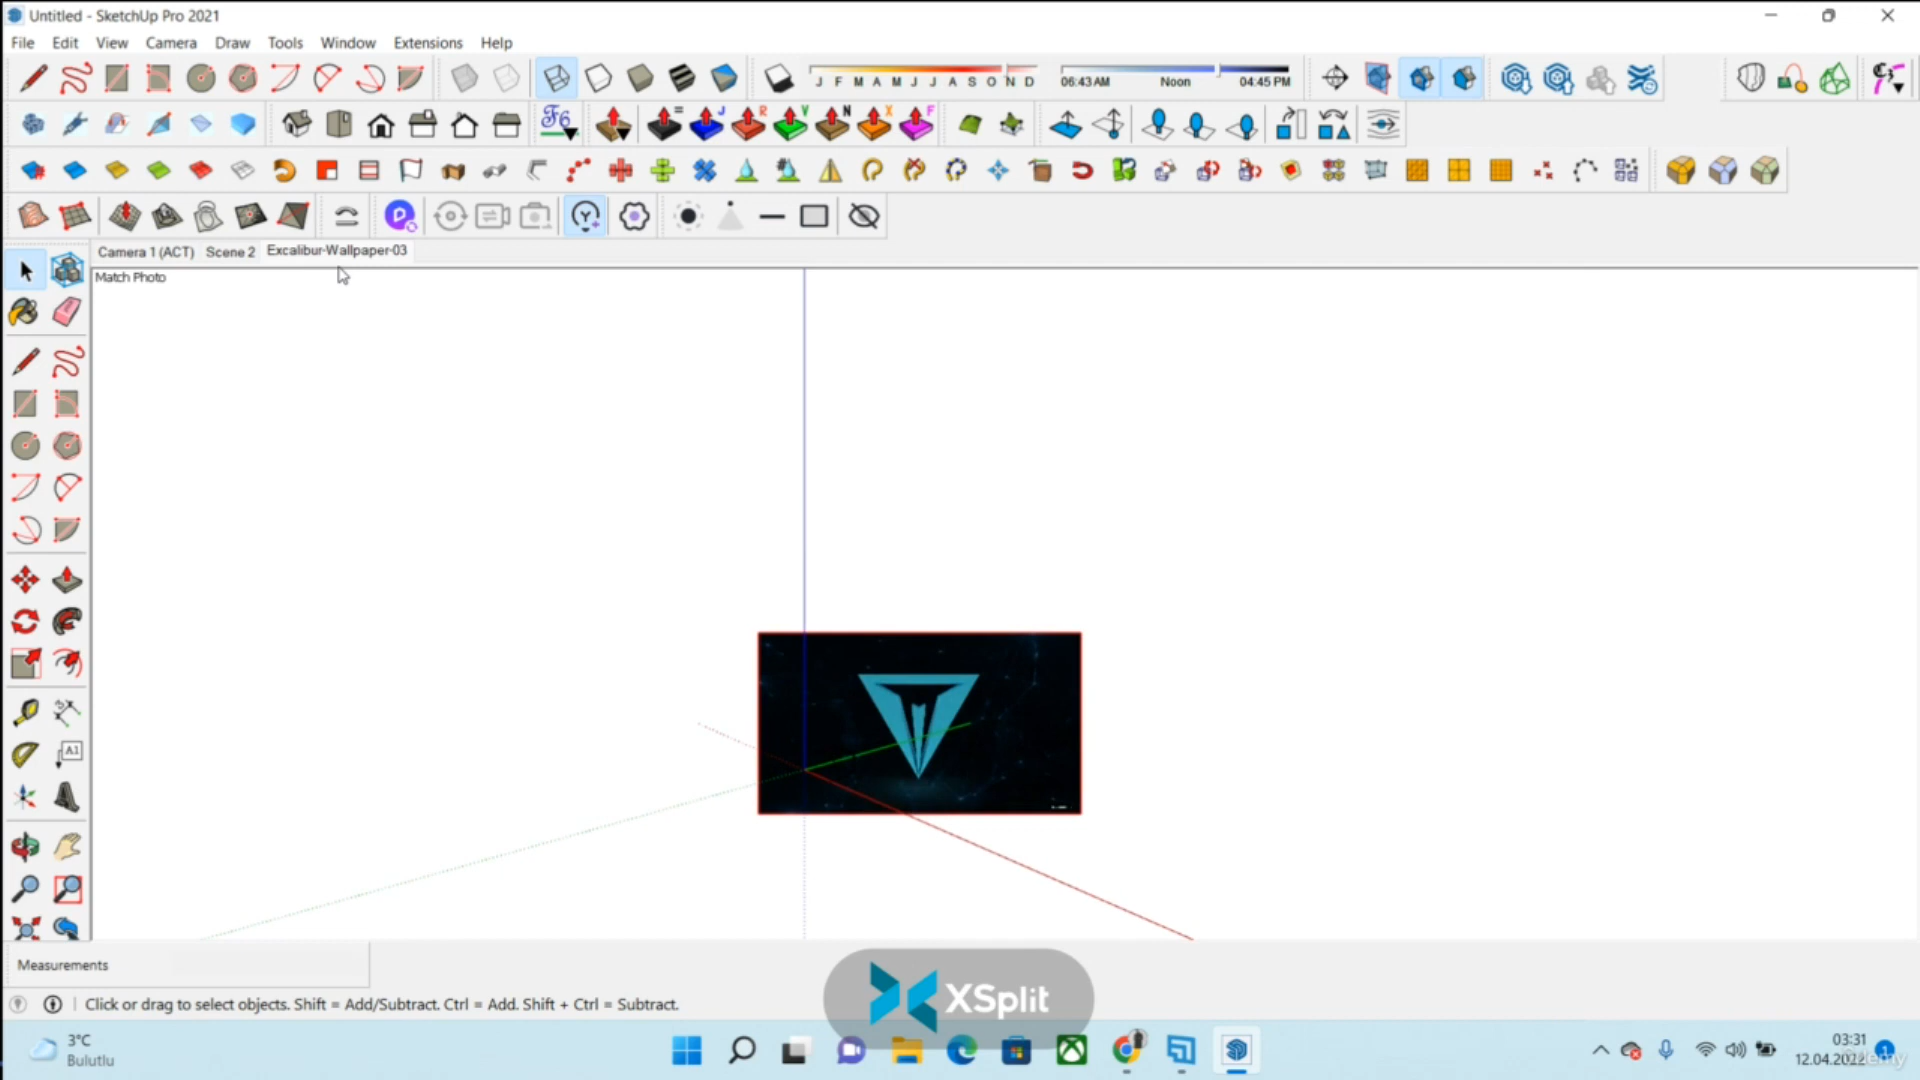 Untitled - SketchUp Pro 2021
File Edit View Camera Draw Tools Window Extensions Help
J F M A M J J A S O N D 06:43 AM Noon 04:45 PM
F6 = J R V N X F
Camera 1 (ACT) Scene 2 Excalibur-Wallpaper-03
Match Photo
A1
Measurements
Click or drag to select objects. Shift = Add/Subtract. Ctrl = Add. Shift + Ctrl = Subtract.
XSplit
3°C
Bulutlu
03:31
12.04.2022